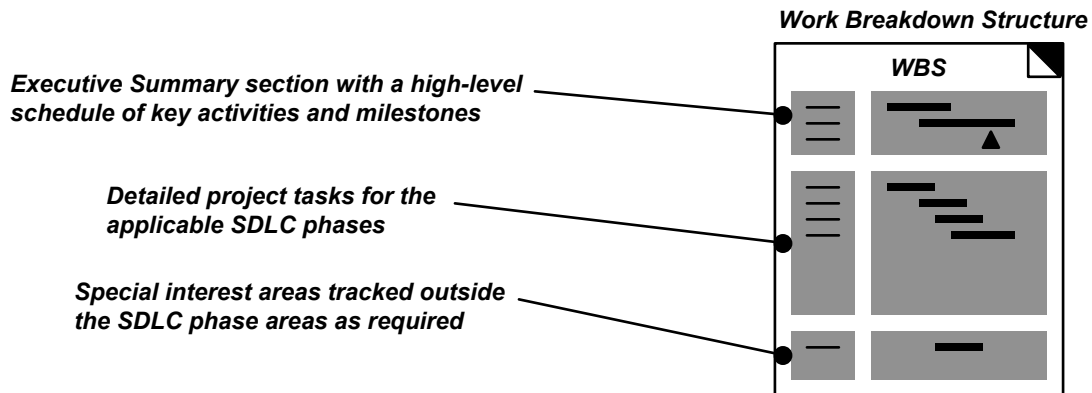 Work Breakdown Structure
WBS
Executive Summary section with a high-level
schedule of key activities and milestones
Detailed project tasks for the
applicable SDLC phases
Special interest areas tracked outside
the SDLC phase areas as required